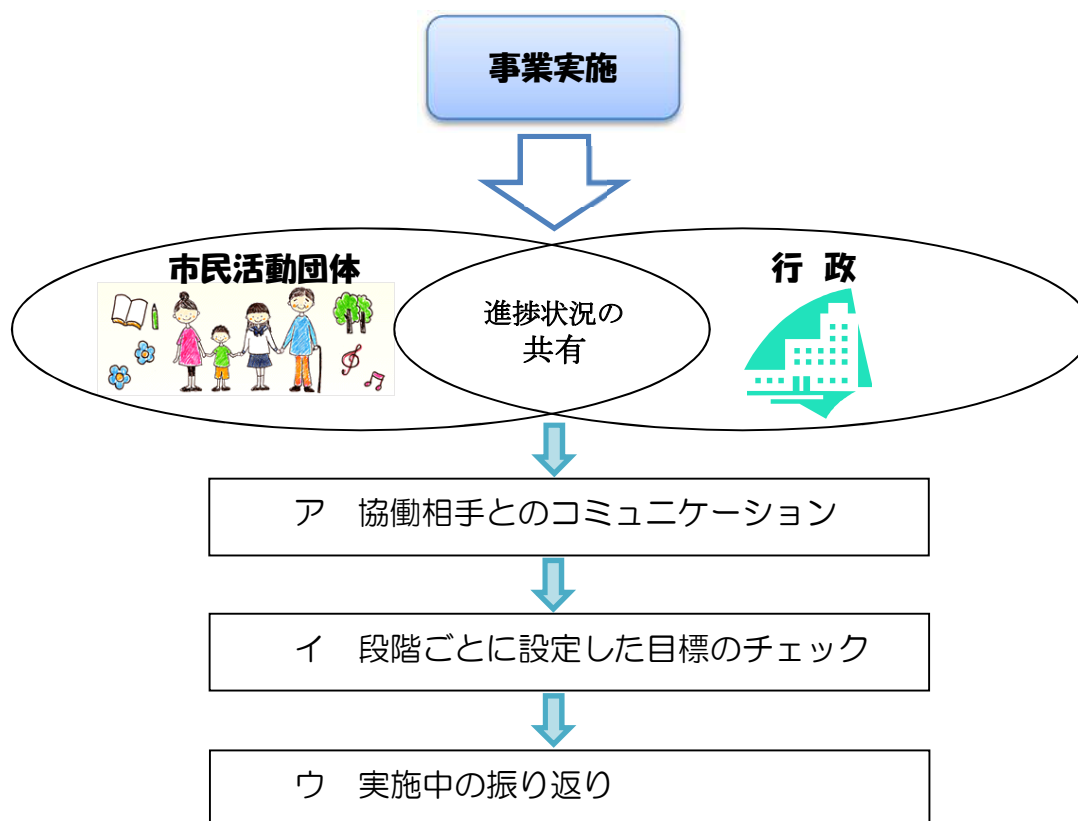 事業実施
市民活動団体
行 政
進捗状況の
共有
ア　協働相手とのコミュニケーション
イ　段階ごとに設定した目標のチェック
ウ　実施中の振り返り